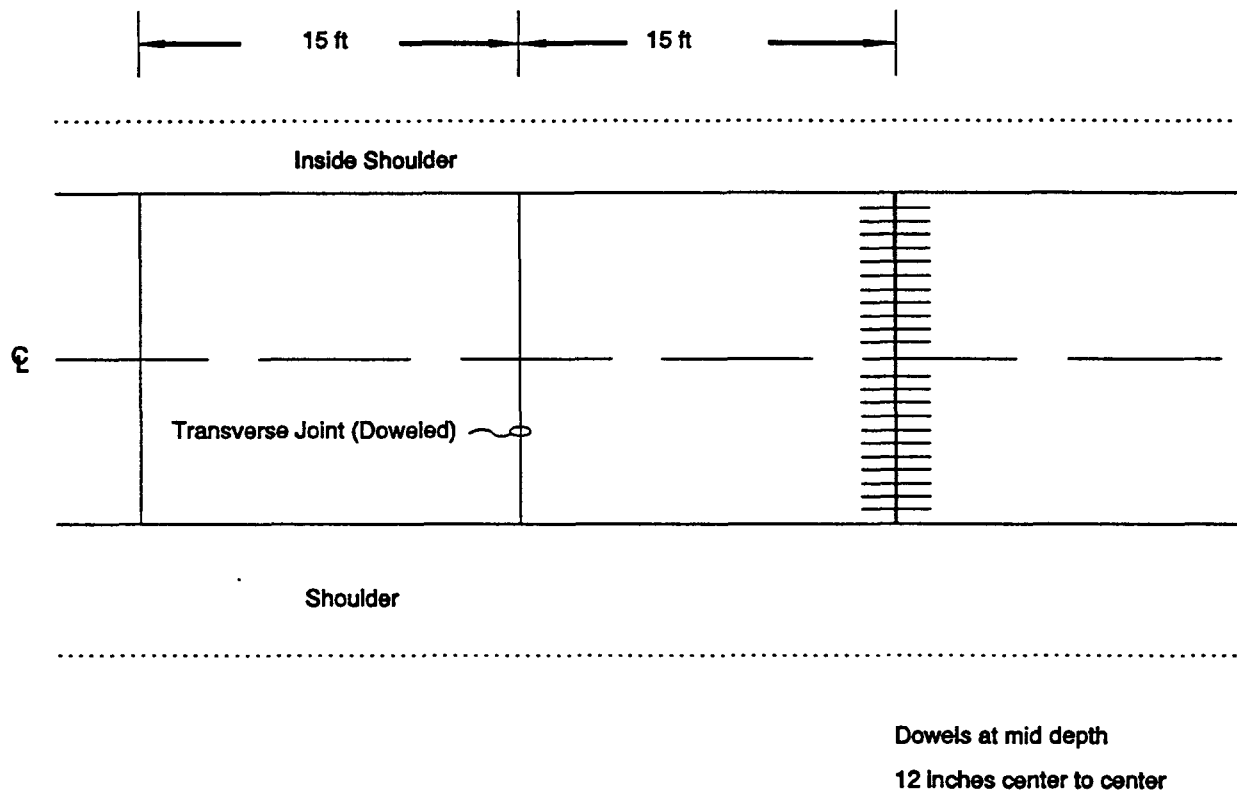 15 ft 15 ft
Inside Shoulder
℄
Transverse Joint (Doweled)
Shoulder
Dowels at mid depth
12 inches center to center